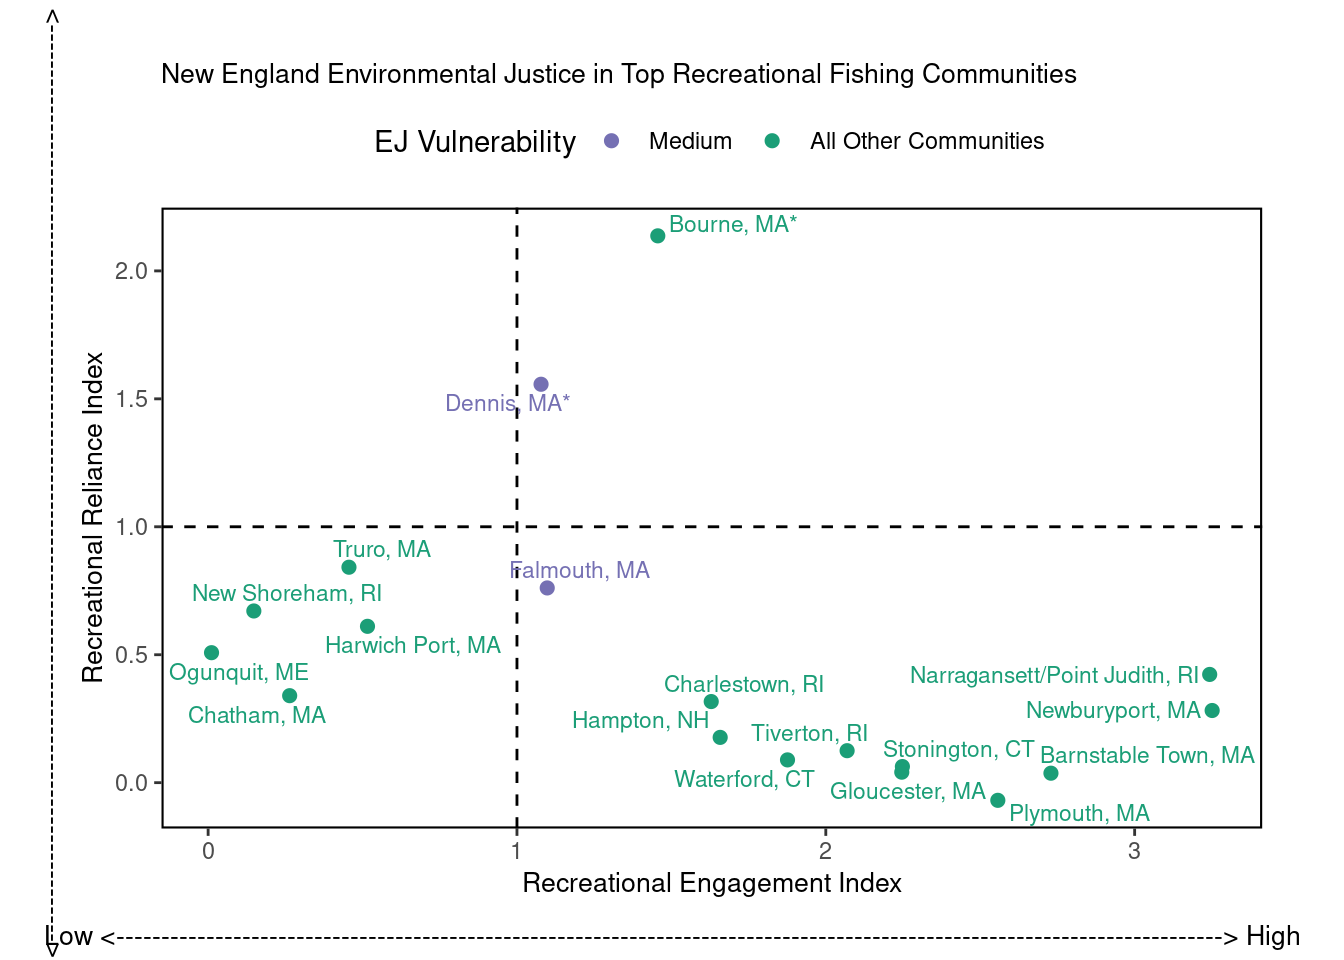 New England Environmental Justice in Top Recreational Fishing Communities
EJ Vulnerability Medium All Other Communities
Recreational Reliance Index
2.0
1.5
1.0
0.5
0.0
Bourne, MA*
Dennis, MA*
Truro, MA
Falmouth, MA
New Shoreham, RI
Harwich Port, MA
Ogunquit, ME
Chatham, MA
Narragansett/Point Judith, RI
Charlestown, RI
Newburyport, MA
Hampton, NH
Tiverton, RI
Stonington, CT
Barnstable Town, MA
Waterford, CT
Gloucester, MA
Plymouth, MA
0 1 2 3
Recreational Engagement Index
Low <--> High